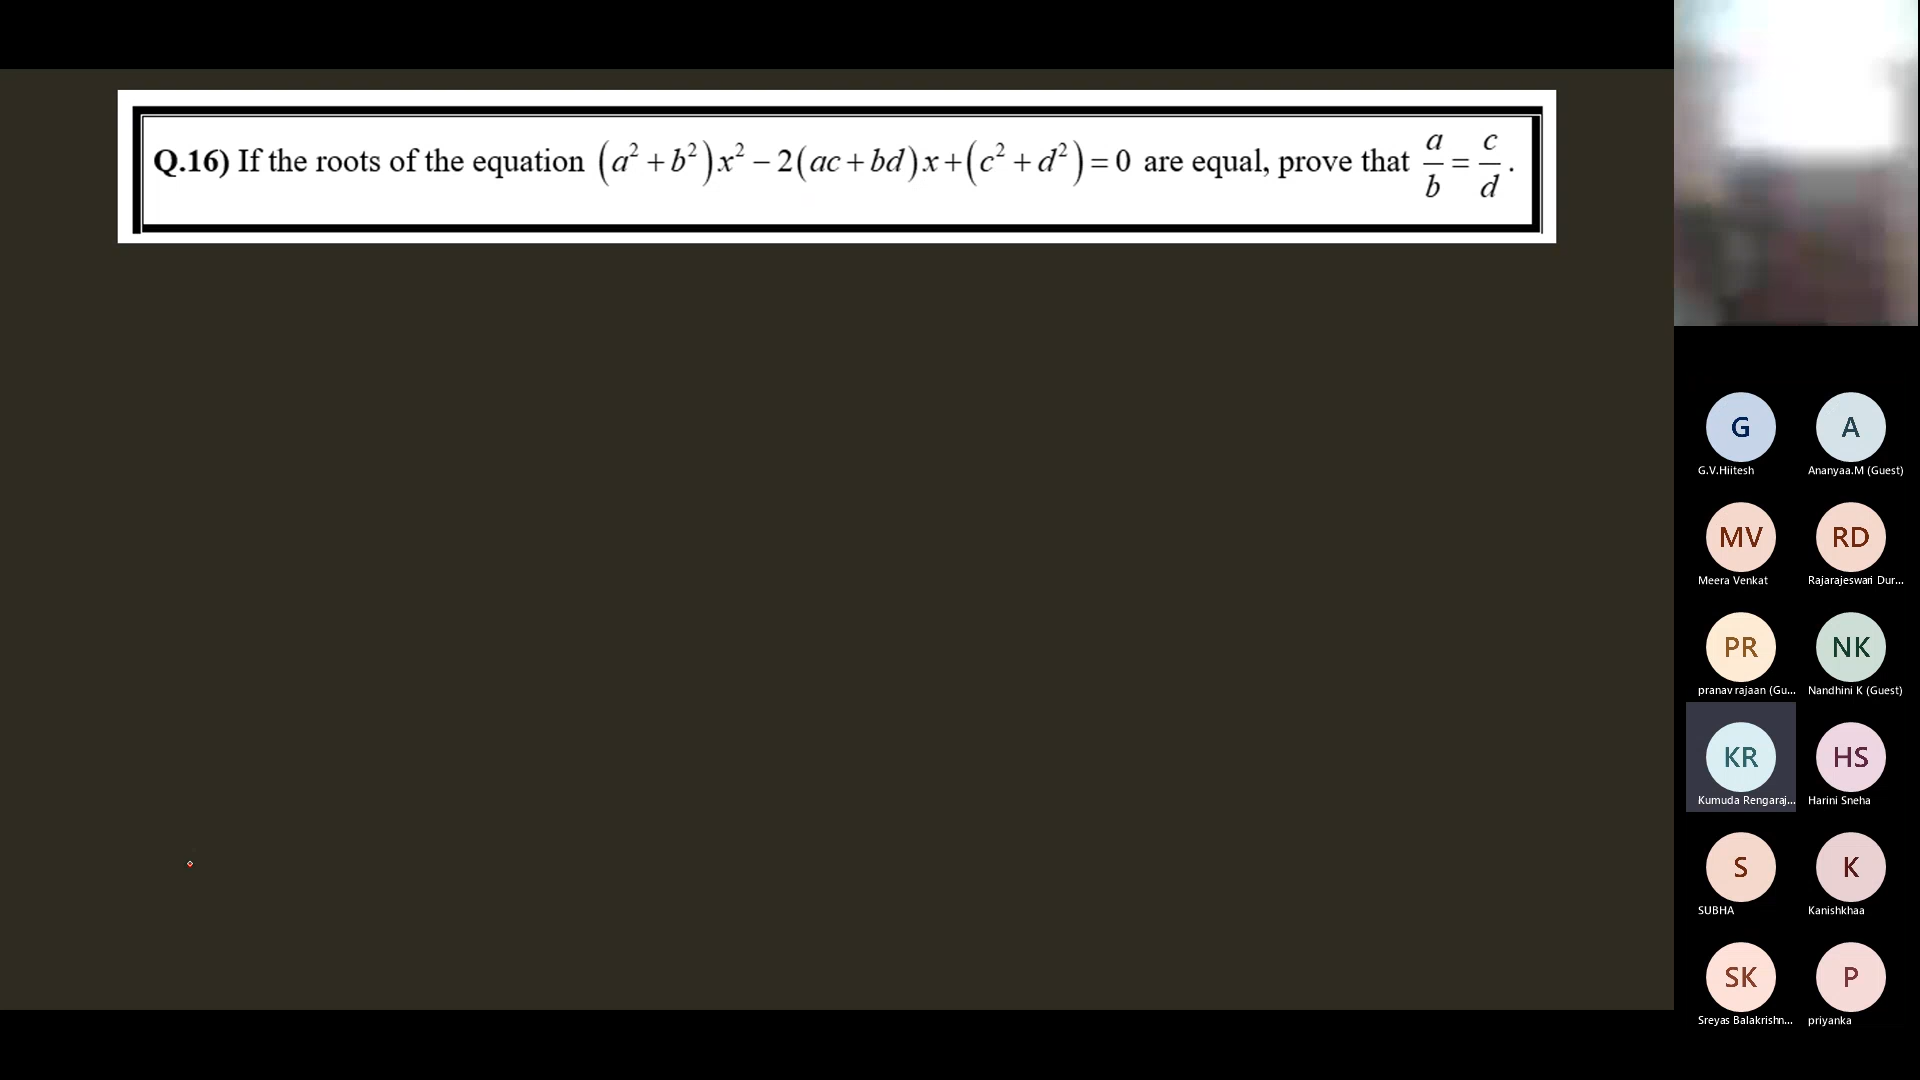 Q.16) If the roots of the equation (a² + b²)x² − 2(ac + bd)x + (c² + d²) = 0 are equal, prove that a/b = c/d.
G A
G.V.Hiitesh Ananyaa.M (Guest)
MV RD
Meera Venkat Rajarajeswari Dur...
PR NK
pranav rajaan (Gu... Nandhini K (Guest)
KR HS
Kumuda Rengaraj... Harini Sneha
S K
SUBHA Kanishkhaa
SK P
Sreyas Balakrishn... priyanka